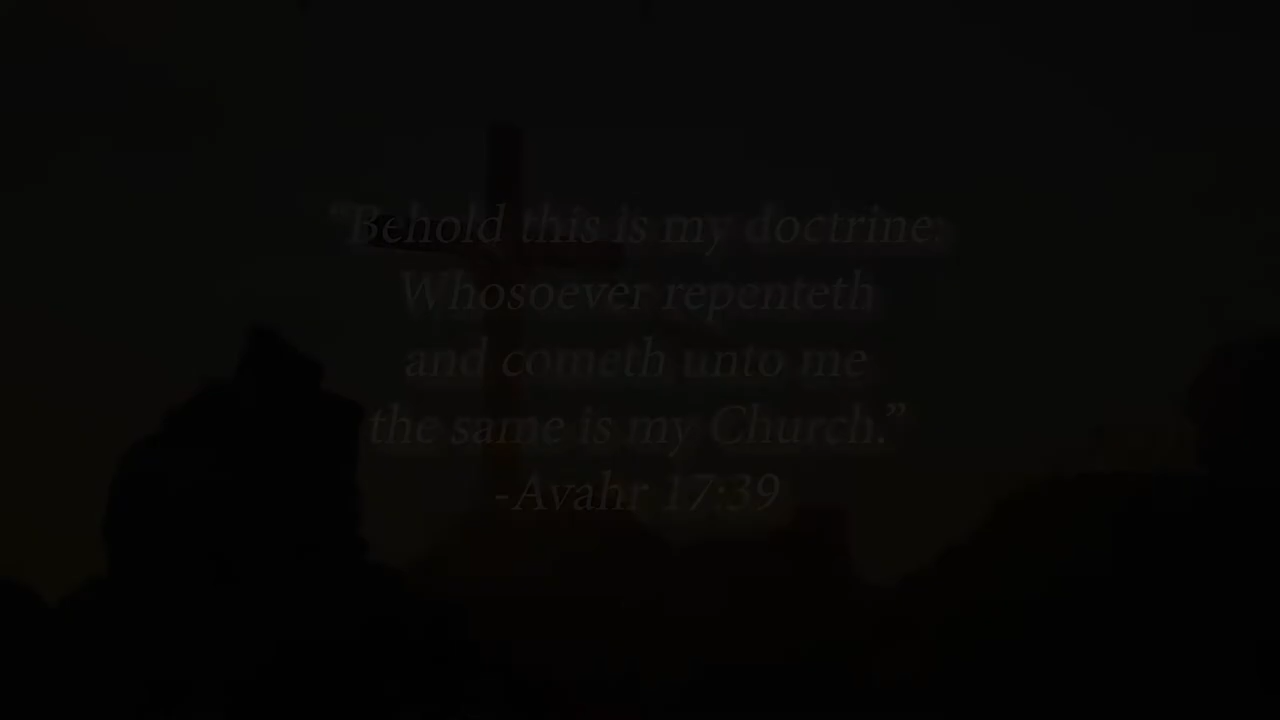 “Behold this is my doctrine:
Whosoever repenteth
and cometh unto me
the same is my Church.”
-Avahr 17:39